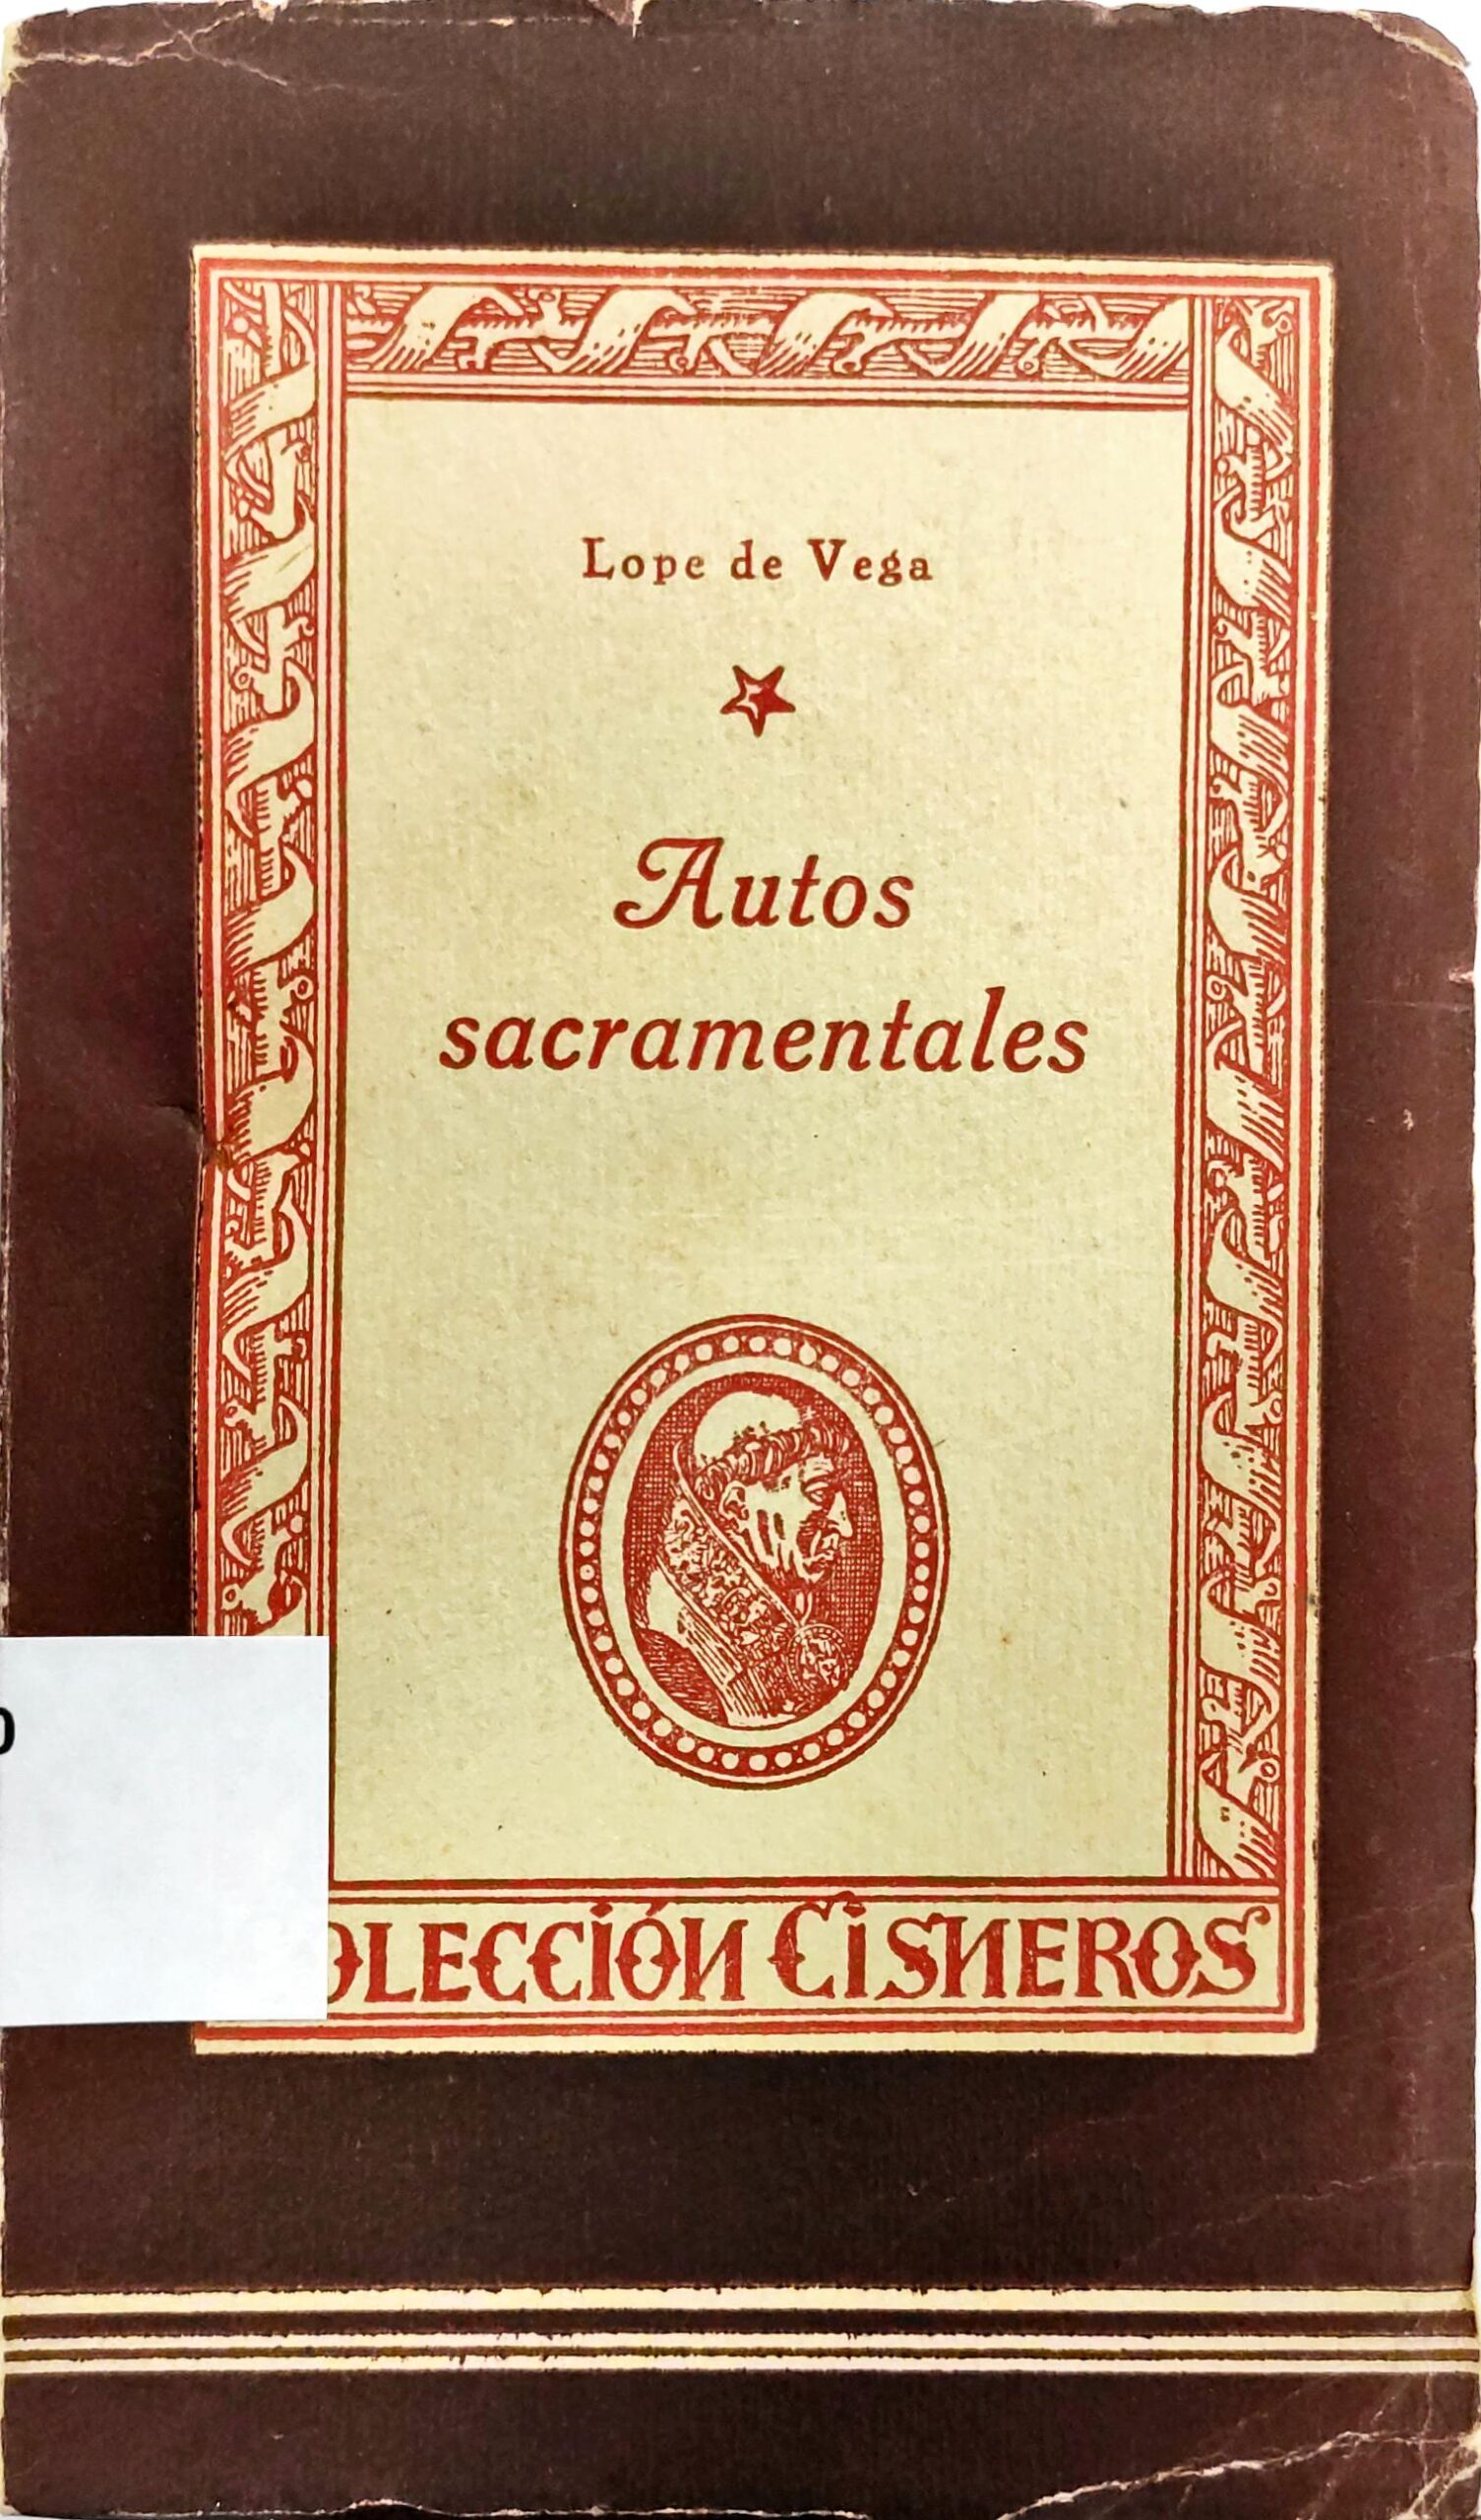 Lope de Vega
Autos
sacramentales
OLECCIÓN CISNEROS